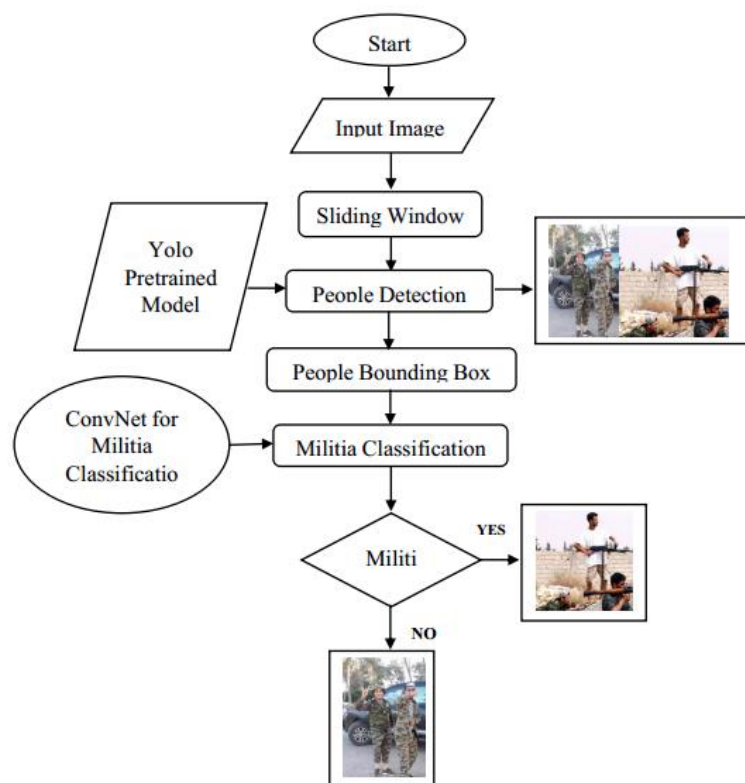 Start
Input Image
Sliding Window
Yolo
Pretrained
Model
People Detection
People Bounding Box
ConvNet for
Militia
Classificatio
Militia Classification
Militi
YES
NO